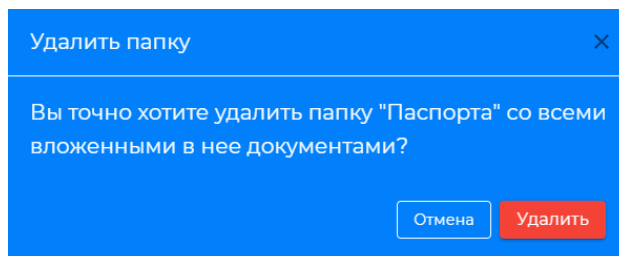 Удалить папку
Вы точно хотите удалить папку "Паспорта" со всеми
вложенными в нее документами?
Отмена Удалить